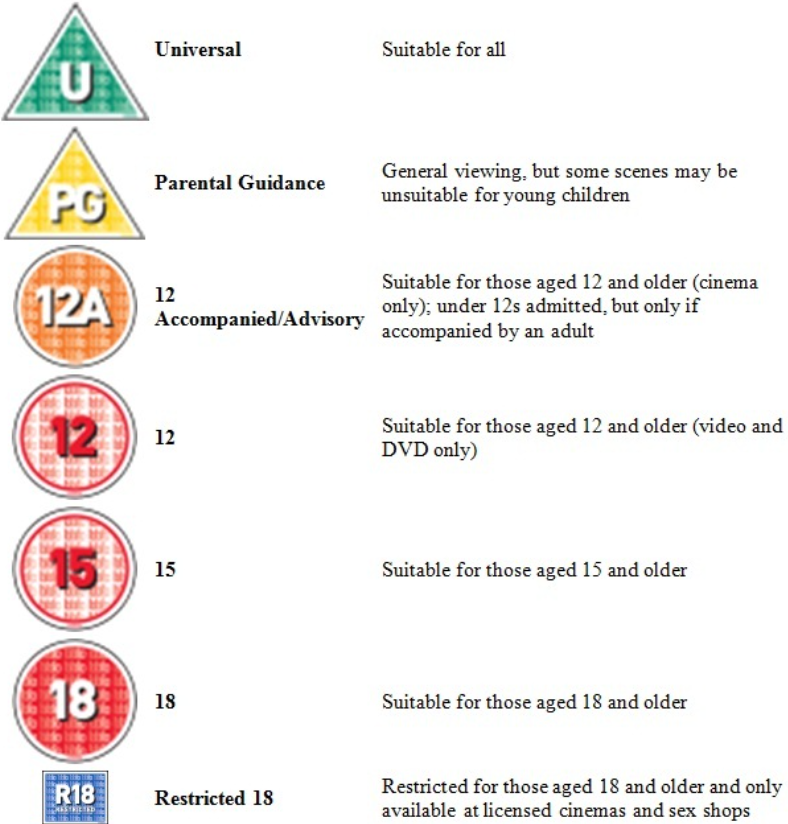 U
Universal
Suitable for all
PG
Parental Guidance
General viewing, but some scenes may be
unsuitable for young children
12A
12
Accompanied/Advisory
Suitable for those aged 12 and older (cinema
only); under 12s admitted, but only if
accompanied by an adult
12
12
Suitable for those aged 12 and older (video and
DVD only)
15
15
Suitable for those aged 15 and older
18
18
Suitable for those aged 18 and older
R18
RESTRICTED
Restricted 18
Restricted for those aged 18 and older and only
available at licensed cinemas and sex shops